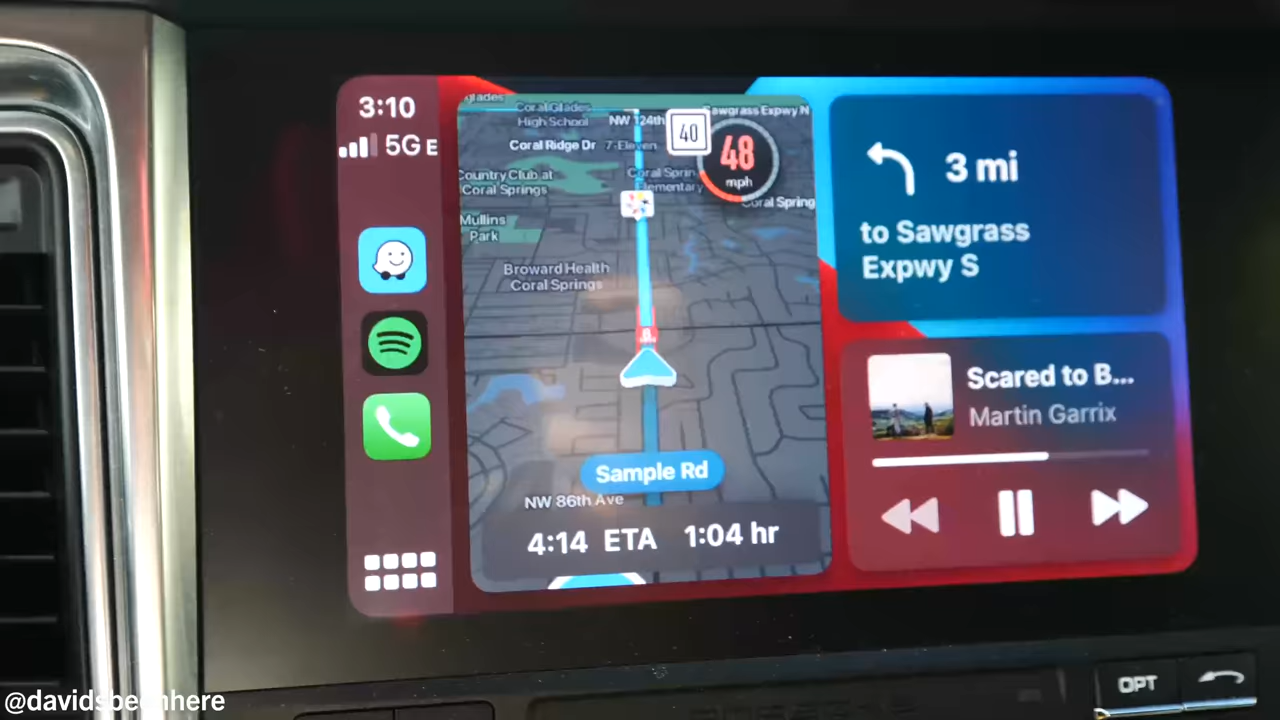 3:10
5G E
glades
Coral Glades
High School
NW 124th
40
Sawgrass Expwy N
48
mph
Coral Ridge Dr
7-Eleven
Country Club at
Coral Springs
Coral Sprin
Elementary
Coral Spring
Mullins
Park
Broward Health
Coral Springs
Sample Rd
NW 86th Ave
4:14 ETA 1:04 hr
3 mi
to Sawgrass
Expwy S
Scared to B...
Martin Garrix
OPT
@davidsbeenhere